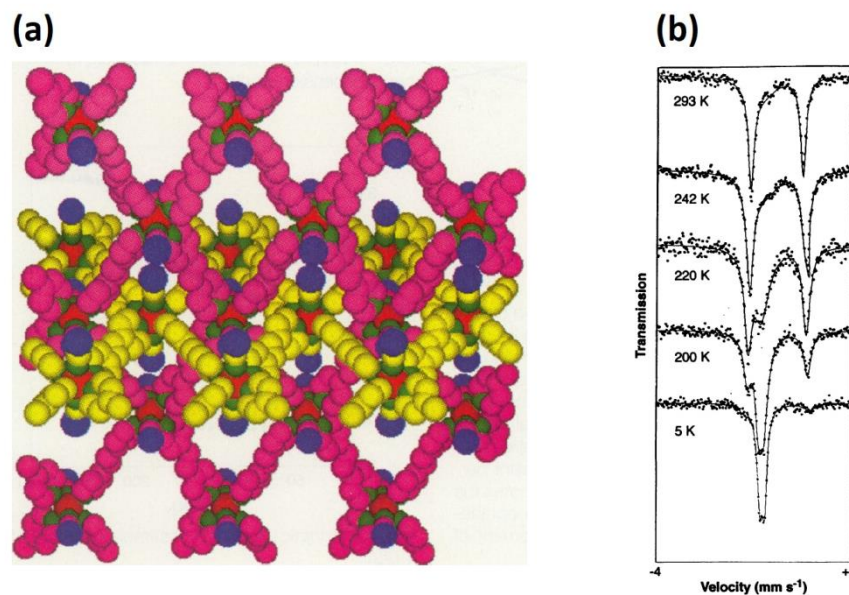 (a)
(b)
293 K
242 K
220 K
200 K
5 K
Transmission
-4
+
Velocity (mm s⁻¹)